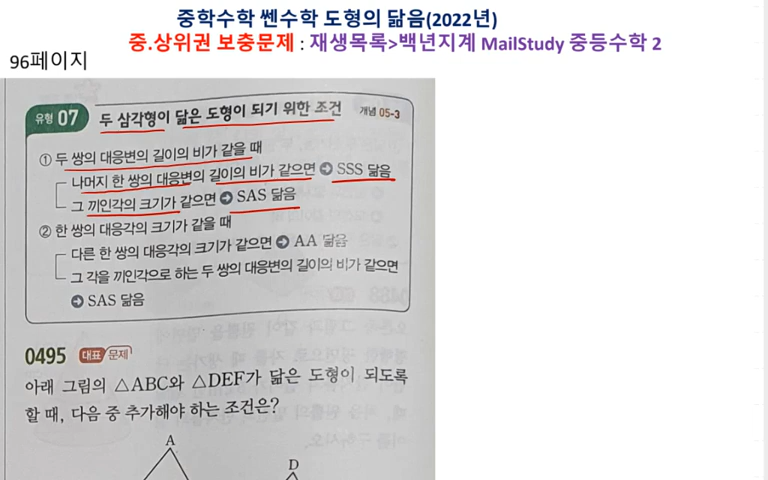 중학수학 쎈수학 도형의 닮음(2022년)
중.상위권 보충문제 : 재생목록>백년지계 MailStudy 중등수학 2
96페이지
유형 07 두 삼각형이 닮은 도형이 되기 위한 조건 개념 05-3
① 두 쌍의 대응변의 길이의 비가 같을 때
나머지 한 쌍의 대응변의 길이의 비가 같으면 ➔ SSS 닮음
그 끼인각의 크기가 같으면 ➔ SAS 닮음
② 한 쌍의 대응각의 크기가 같을 때
다른 한 쌍의 대응각의 크기가 같으면 ➔ AA 닮음
그 각을 끼인각으로 하는 두 쌍의 대응변의 길이의 비가 같으면
➔ SAS 닮음
0495 대표 문제
아래 그림의 △ABC와 △DEF가 닮은 도형이 되도록
할 때, 다음 중 추가해야 하는 조건은?
A
D